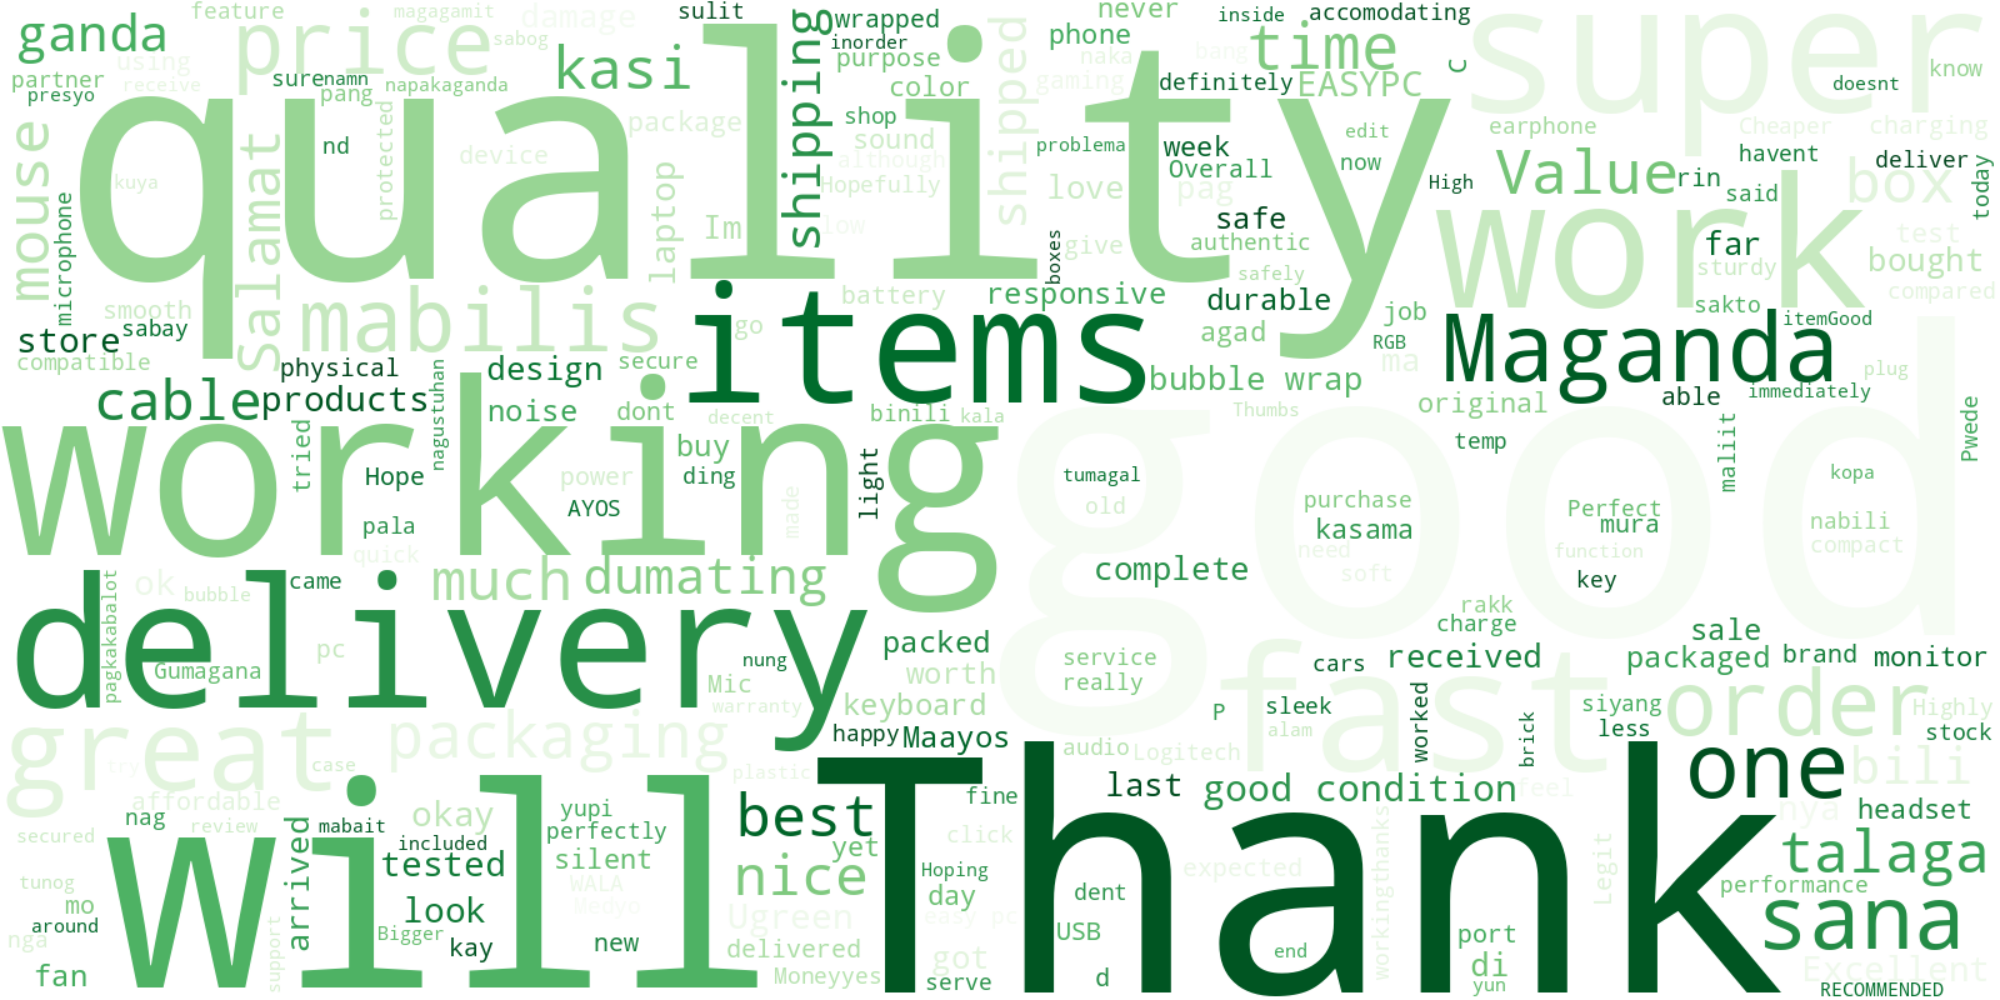 ganda
feature
magagamit
damage
sulit
wrapped
never
inside
accomodating
super
price
sabog
kasi
inorder
phone
time
partner
using
sure
namn
shipping
purpose
shipped
naka
bang
C
know
presyo
receive
pang
napakaganda
color
gaming
definitely
EASYPC
doesnt
quality
mouse
salamat
nd
protected
package
shop
sound
problema
week
edit
earphone
Cheaper
charging
device
although
Overall
now
Value
havent
deliver
kuya
laptop
Hopefully
love
pag
High
rin
said
box
today
microphone
Im
low
safe
work
give
authentic
far
test
boxes
safely
sturdy
bought
smooth
mabilis
battery
responsive
durable
compared
store
sabay
go
items
agad
job
sakto
itemGood
compatible
physical
design
secure
RGB
ma
Maganda
plug
cable
products
bubble wrap
able
immediately
nagustuhan
noise
dont
decent
binili
kala
Thumbs
original
working
tried
buy
good
temp
maliit
Pwede
Hope
power
ding
light
tumagal
kopa
AYOS
made
old
purchase
Perfect
pala
kasama
mura
nabili
quick
need
function
compact
much
dumating
complete
soft
key
ok
came
bubble
pagkakabalot
delivery
rakk
charge
sale
pc
packed
service
cars
received
packaged
brand
monitor
Gumagana
nung
worth
really
fast
Mic
keyboard
P
sleek
worked
siyang
order
Highly
great
packaging
warranty
happy
Maayos
alam
brick
less
stock
audio
Logitech
try
case
plastic
Thank
last
good condition
feel
one
bili
affordable
will
okay
yupi
best
fine
nya
headset
nag
review
mabait
perfectly
click
secured
included
yet
workingthanks
talaga
arrived
tested
silent
nice
Hoping
expected
Legit
tunog
WALA
day
dent
performance
mo
look
Medyo
Ugreen
easy pc
sana
around
Bigger
USB
port
nga
support
kay
new
delivered
got
end
di
fan
Moneyyes
serve
d
yun
Excellent
RECOMMENDED